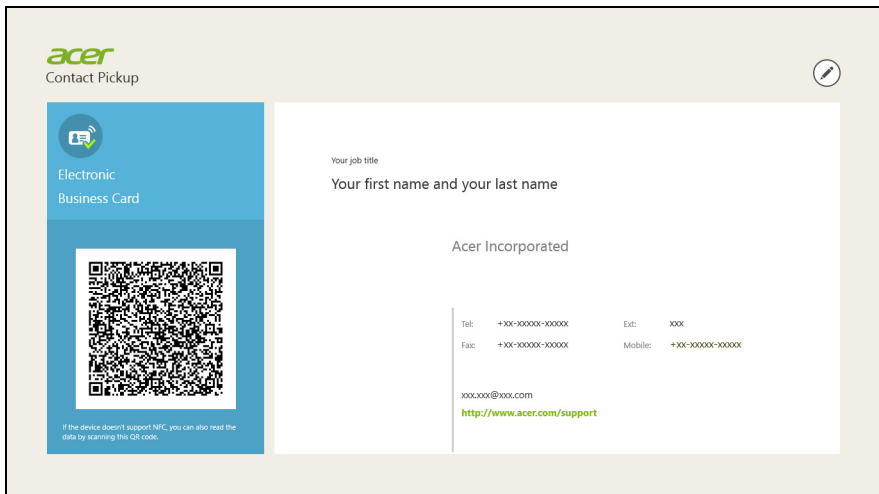 acer
Contact Pickup
Electronic
Business Card
If the device doesn't support NFC, you can also read the
data by scanning this QR code.
Your job title
Your first name and your last name
Acer Incorporated
Tel: +xx-xxxxx-xxxxx Ext: xxx
Fax: +xx-xxxxx-xxxxx Mobile: +xx-xxxxx-xxxxx
xxx.xxx@xxx.com
http://www.acer.com/support